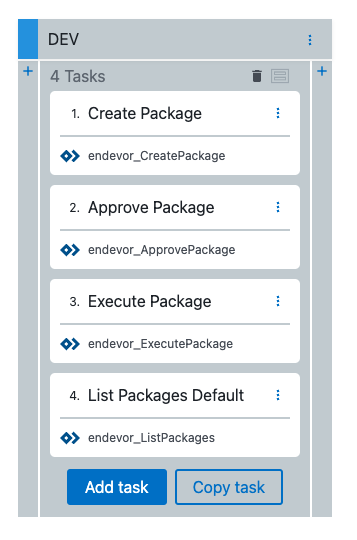 DEV
4 Tasks
1. Create Package
endevor_CreatePackage
2. Approve Package
endevor_ApprovePackage
3. Execute Package
endevor_ExecutePackage
4. List Packages Default
endevor_ListPackages
Add task
Copy task